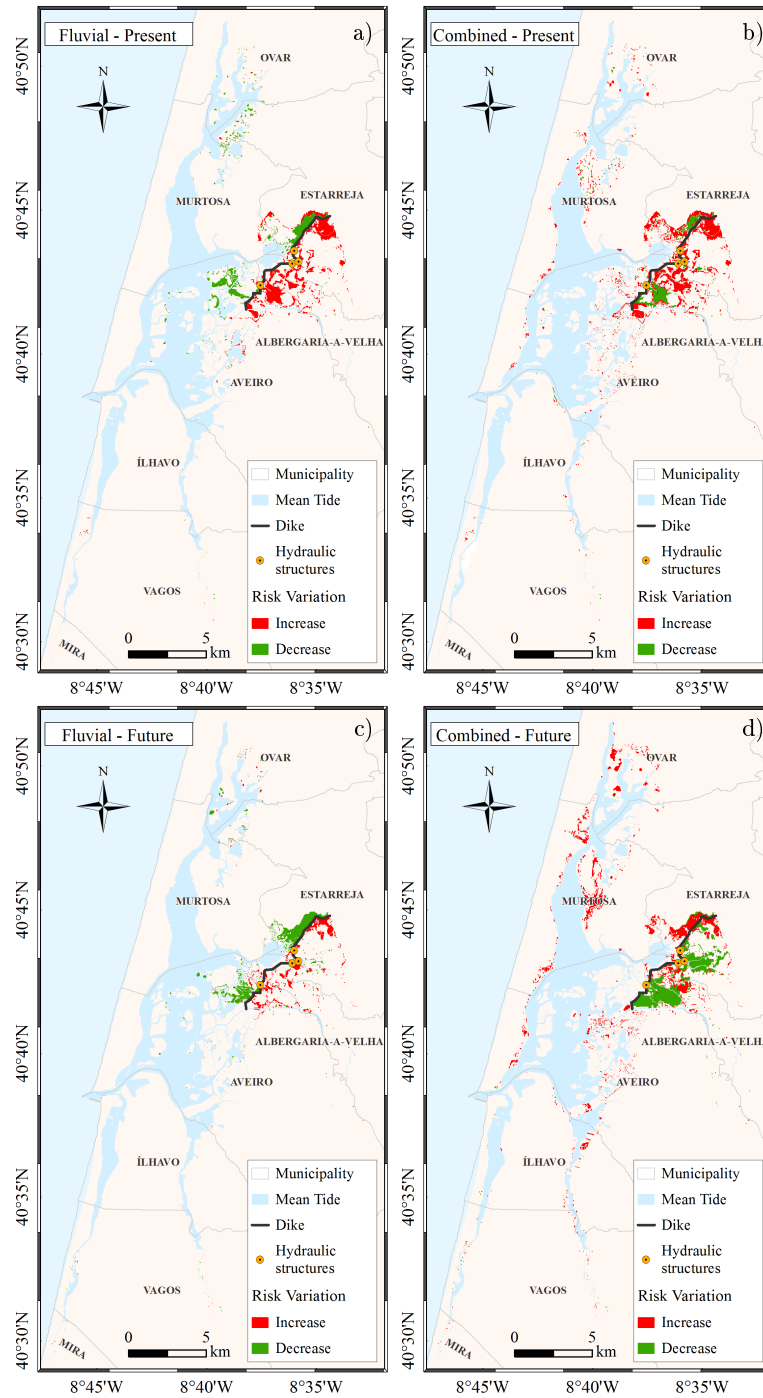 Fluvial - Present
a)
40°50'N
40°45'N
40°40'N
40°35'N
40°30'N
8°45'W
8°40'W
8°35'W
N
OVAR
MURTOSA
ESTARREJA
ALBERGARIA-A-VELHA
AVEIRO
ÍLHAVO
VAGOS
MIRA
Municipality
Mean Tide
Dike
Hydraulic
structures
Risk Variation
Increase
Decrease
0
5
km
Combined - Present
b)
40°50'N
40°45'N
40°40'N
40°35'N
40°30'N
8°45'W
8°40'W
8°35'W
N
OVAR
MURTOSA
ESTARREJA
ALBERGARIA-A-VELHA
AVEIRO
ÍLHAVO
VAGOS
MIRA
Municipality
Mean Tide
Dike
Hydraulic
structures
Risk Variation
Increase
Decrease
0
5
km
Fluvial - Future
c)
40°50'N
40°45'N
40°40'N
40°35'N
40°30'N
8°45'W
8°40'W
8°35'W
N
OVAR
MURTOSA
ESTARREJA
ALBERGARIA-A-VELHA
AVEIRO
ÍLHAVO
VAGOS
MIRA
Municipality
Mean Tide
Dike
Hydraulic
structures
Risk Variation
Increase
Decrease
0
5
km
Combined - Future
d)
40°50'N
40°45'N
40°40'N
40°35'N
40°30'N
8°45'W
8°40'W
8°35'W
N
OVAR
MURTOSA
ESTARREJA
ALBERGARIA-A-VELHA
AVEIRO
ÍLHAVO
VAGOS
MIRA
Municipality
Mean Tide
Dike
Hydraulic
structures
Risk Variation
Increase
Decrease
0
5
km